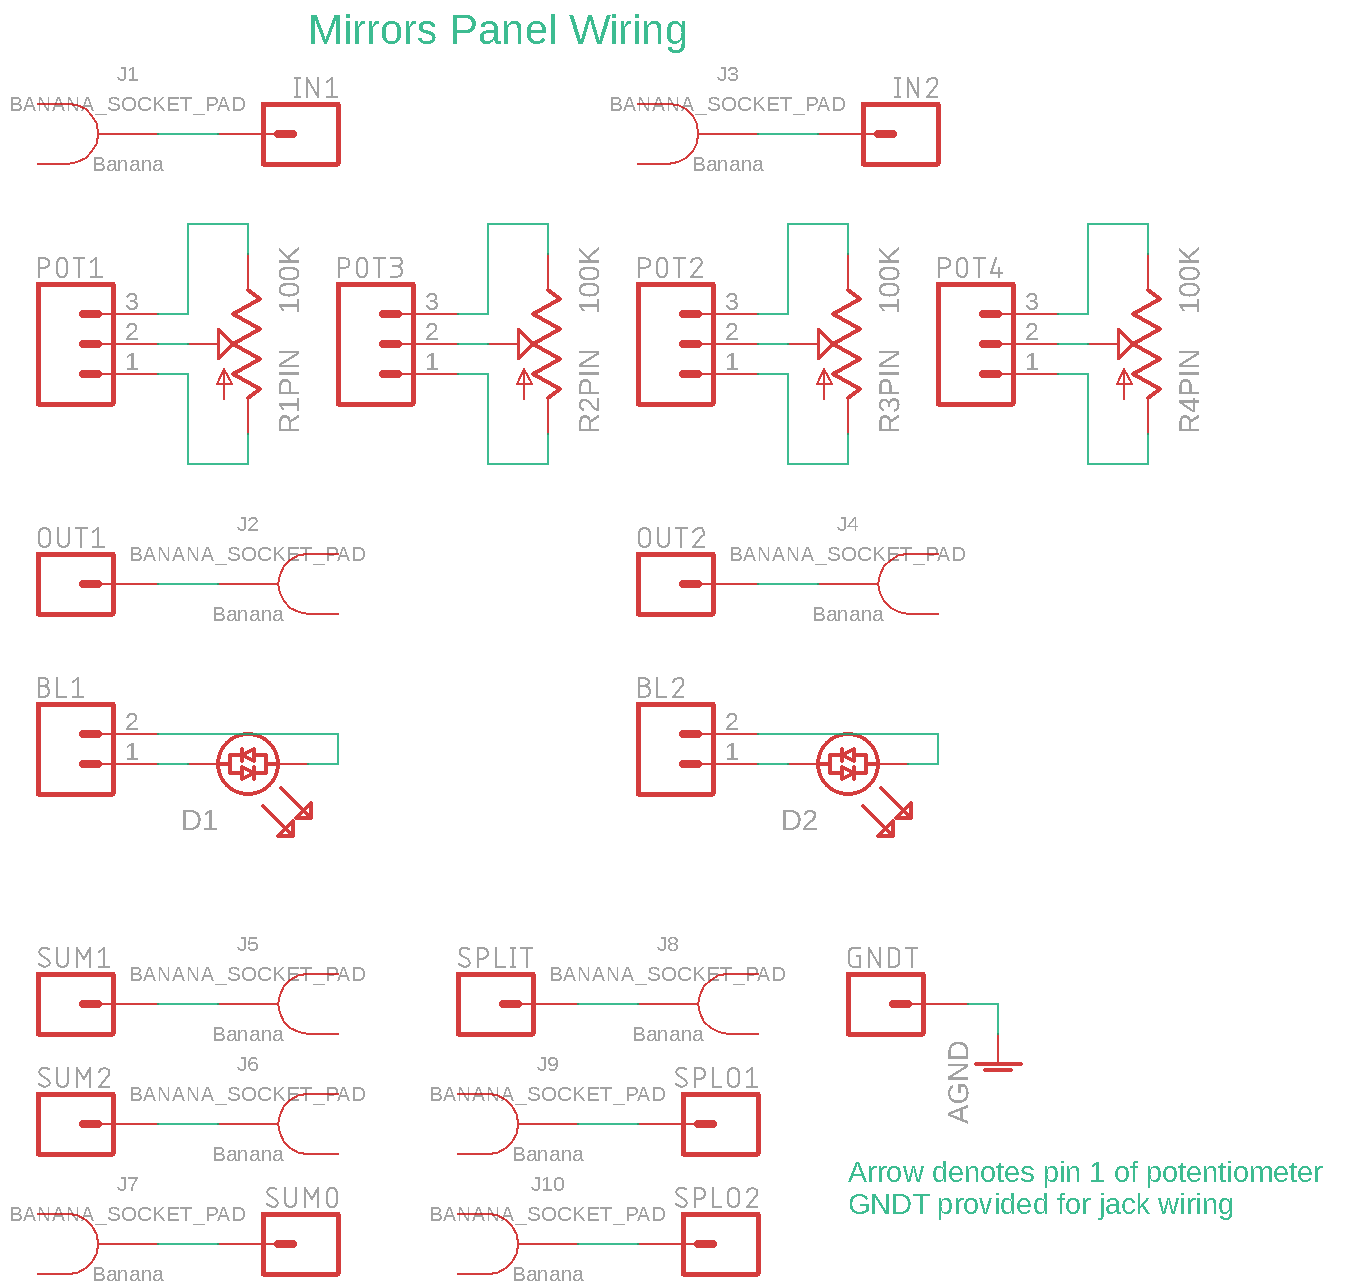 Mirrors Panel Wiring
J1
BANANA_SOCKET_PAD
IN1
Banana
J3
BANANA_SOCKET_PAD
IN2
Banana
POT1
3
2
1
100K
R1PIN
POT3
3
2
1
100K
R2PIN
POT2
3
2
1
100K
R3PIN
POT4
3
2
1
100K
R4PIN
OUT1
J2
BANANA_SOCKET_PAD
Banana
OUT2
J4
BANANA_SOCKET_PAD
Banana
BL1
2
1
D1
BL2
2
1
D2
SUM1
J5
BANANA_SOCKET_PAD
Banana
SPLIT
J8
BANANA_SOCKET_PAD
Banana
GNDT
AGND
SUM2
J6
BANANA_SOCKET_PAD
Banana
J9
BANANA_SOCKET_PAD
SPLO1
Banana
J7
BANANA_SOCKET_PAD
SUMO
Banana
J10
BANANA_SOCKET_PAD
SPLO2
Banana
Arrow denotes pin 1 of potentiometer
GNDT provided for jack wiring